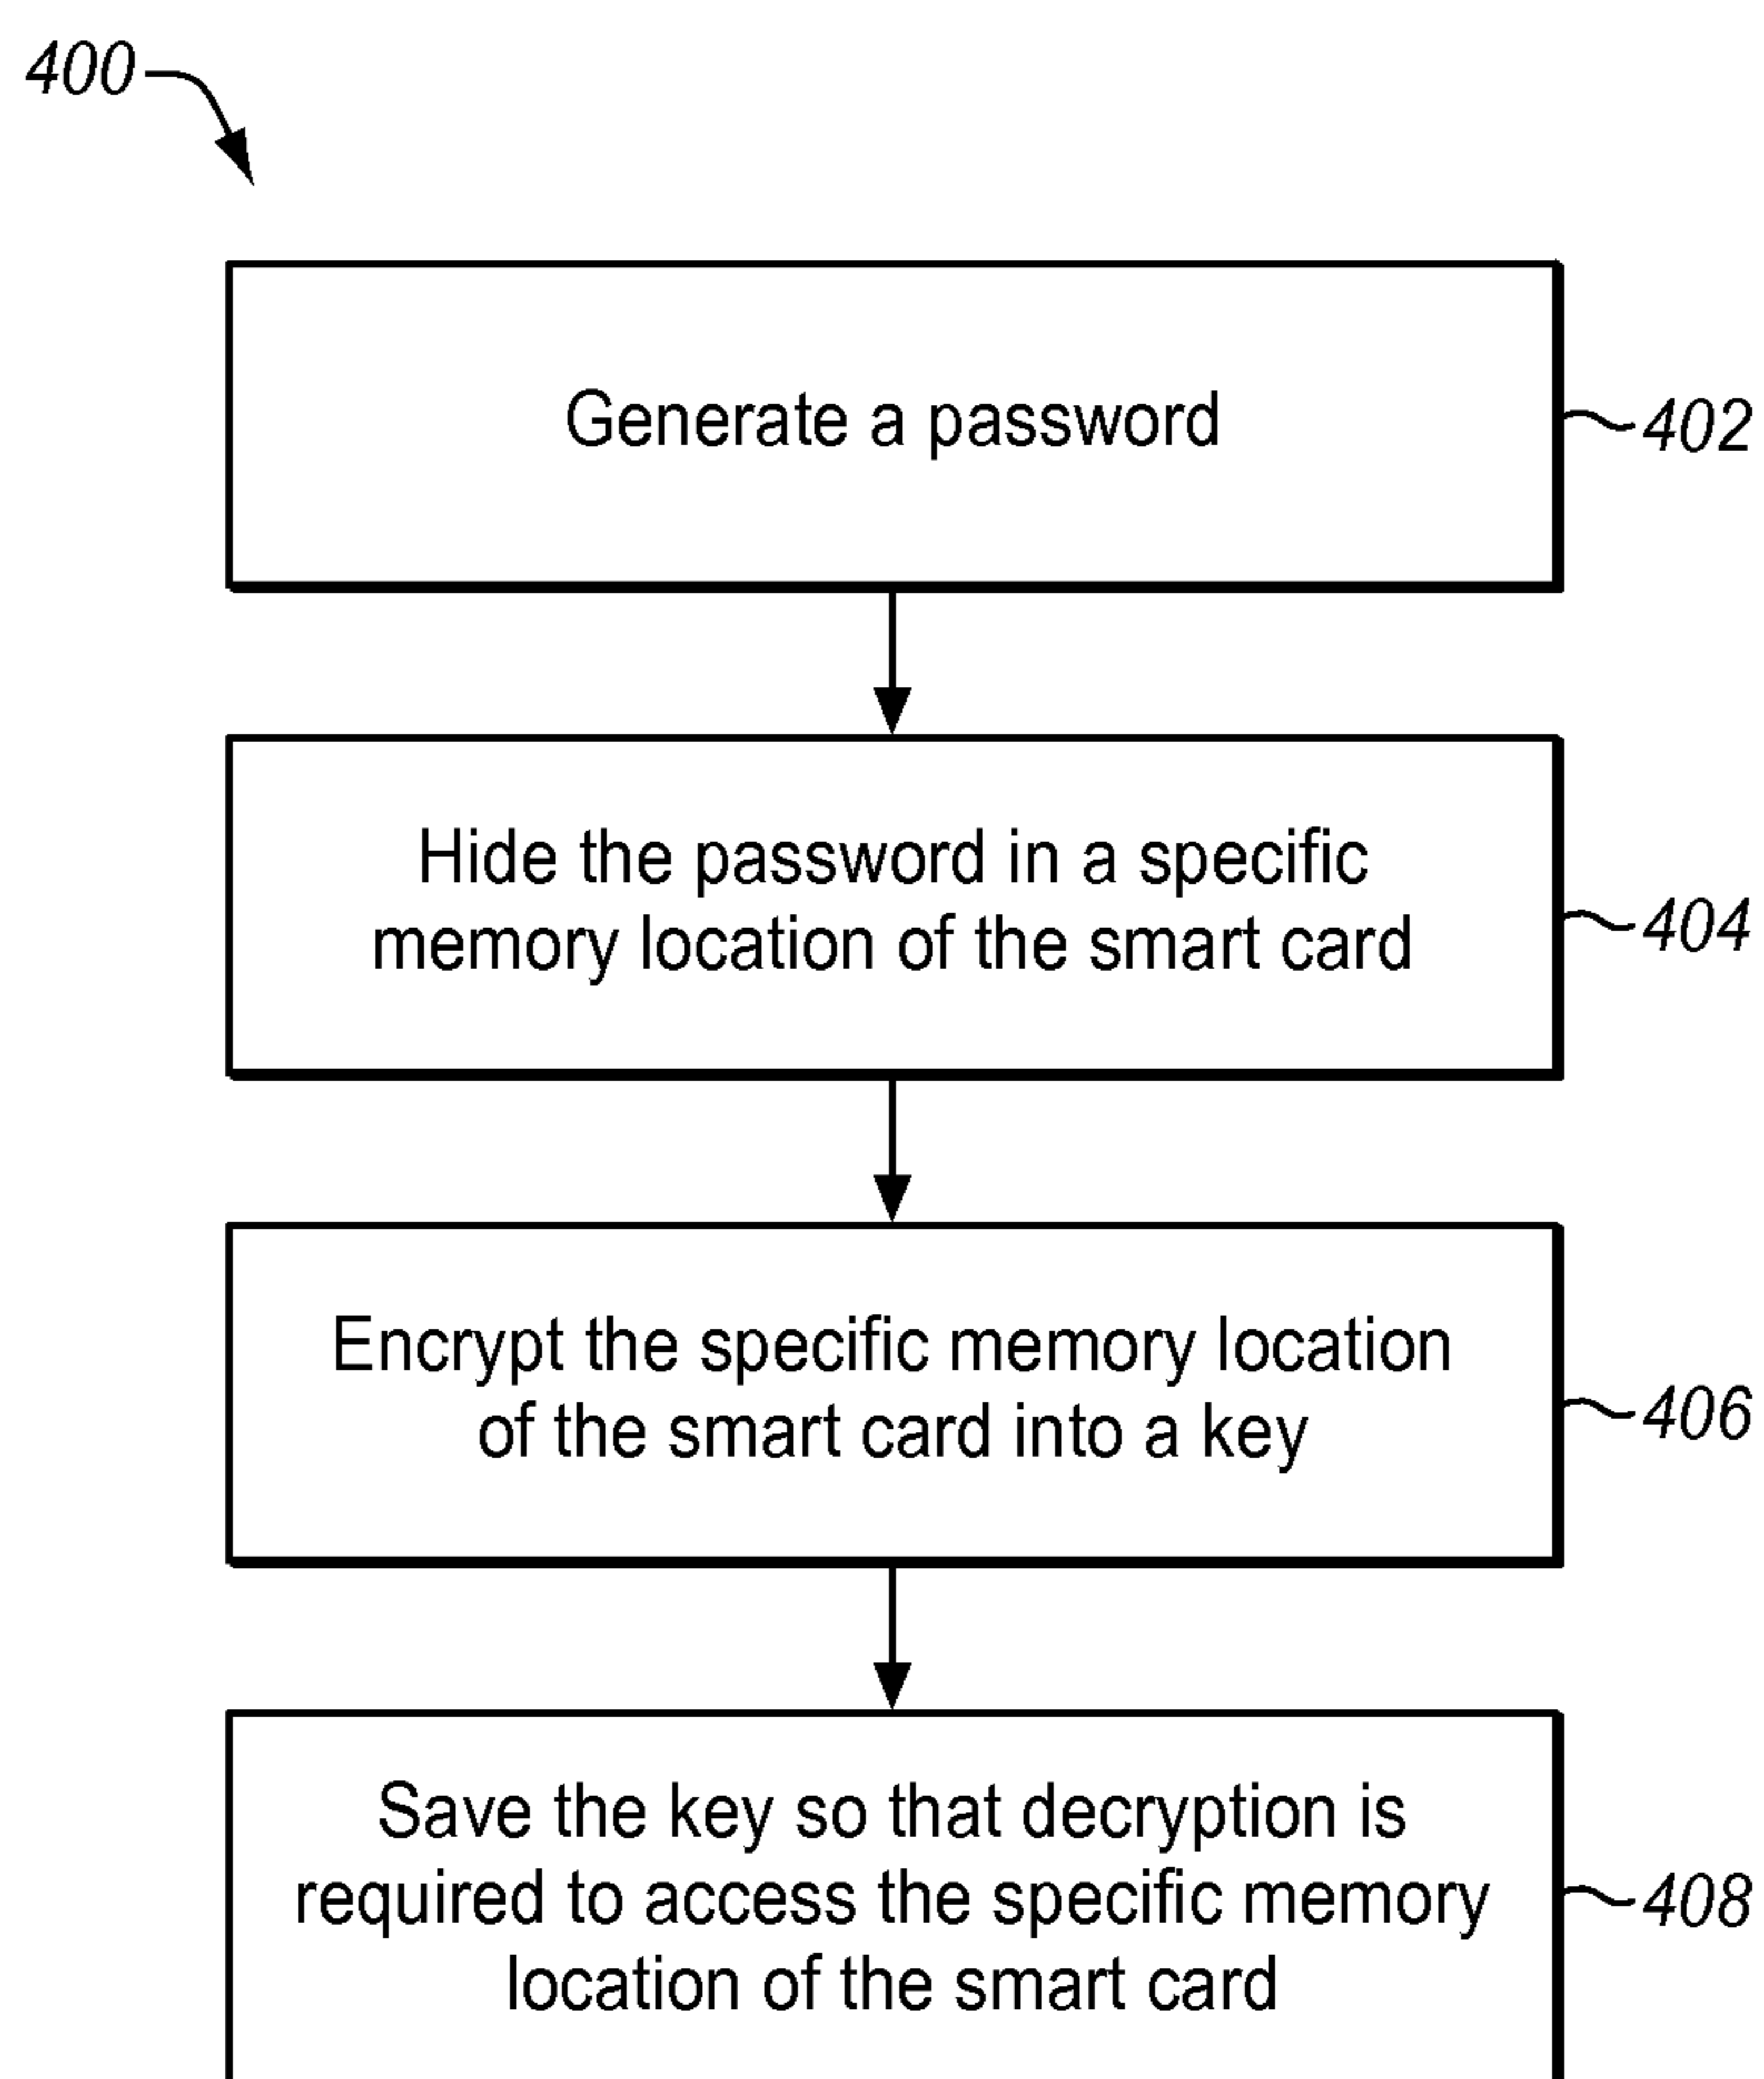 400
Generate a password
402
Hide the password in a specific
memory location of the smart card
404
Encrypt the specific memory location
of the smart card into a key
406
Save the key so that decryption is
required to access the specific memory
location of the smart card
408